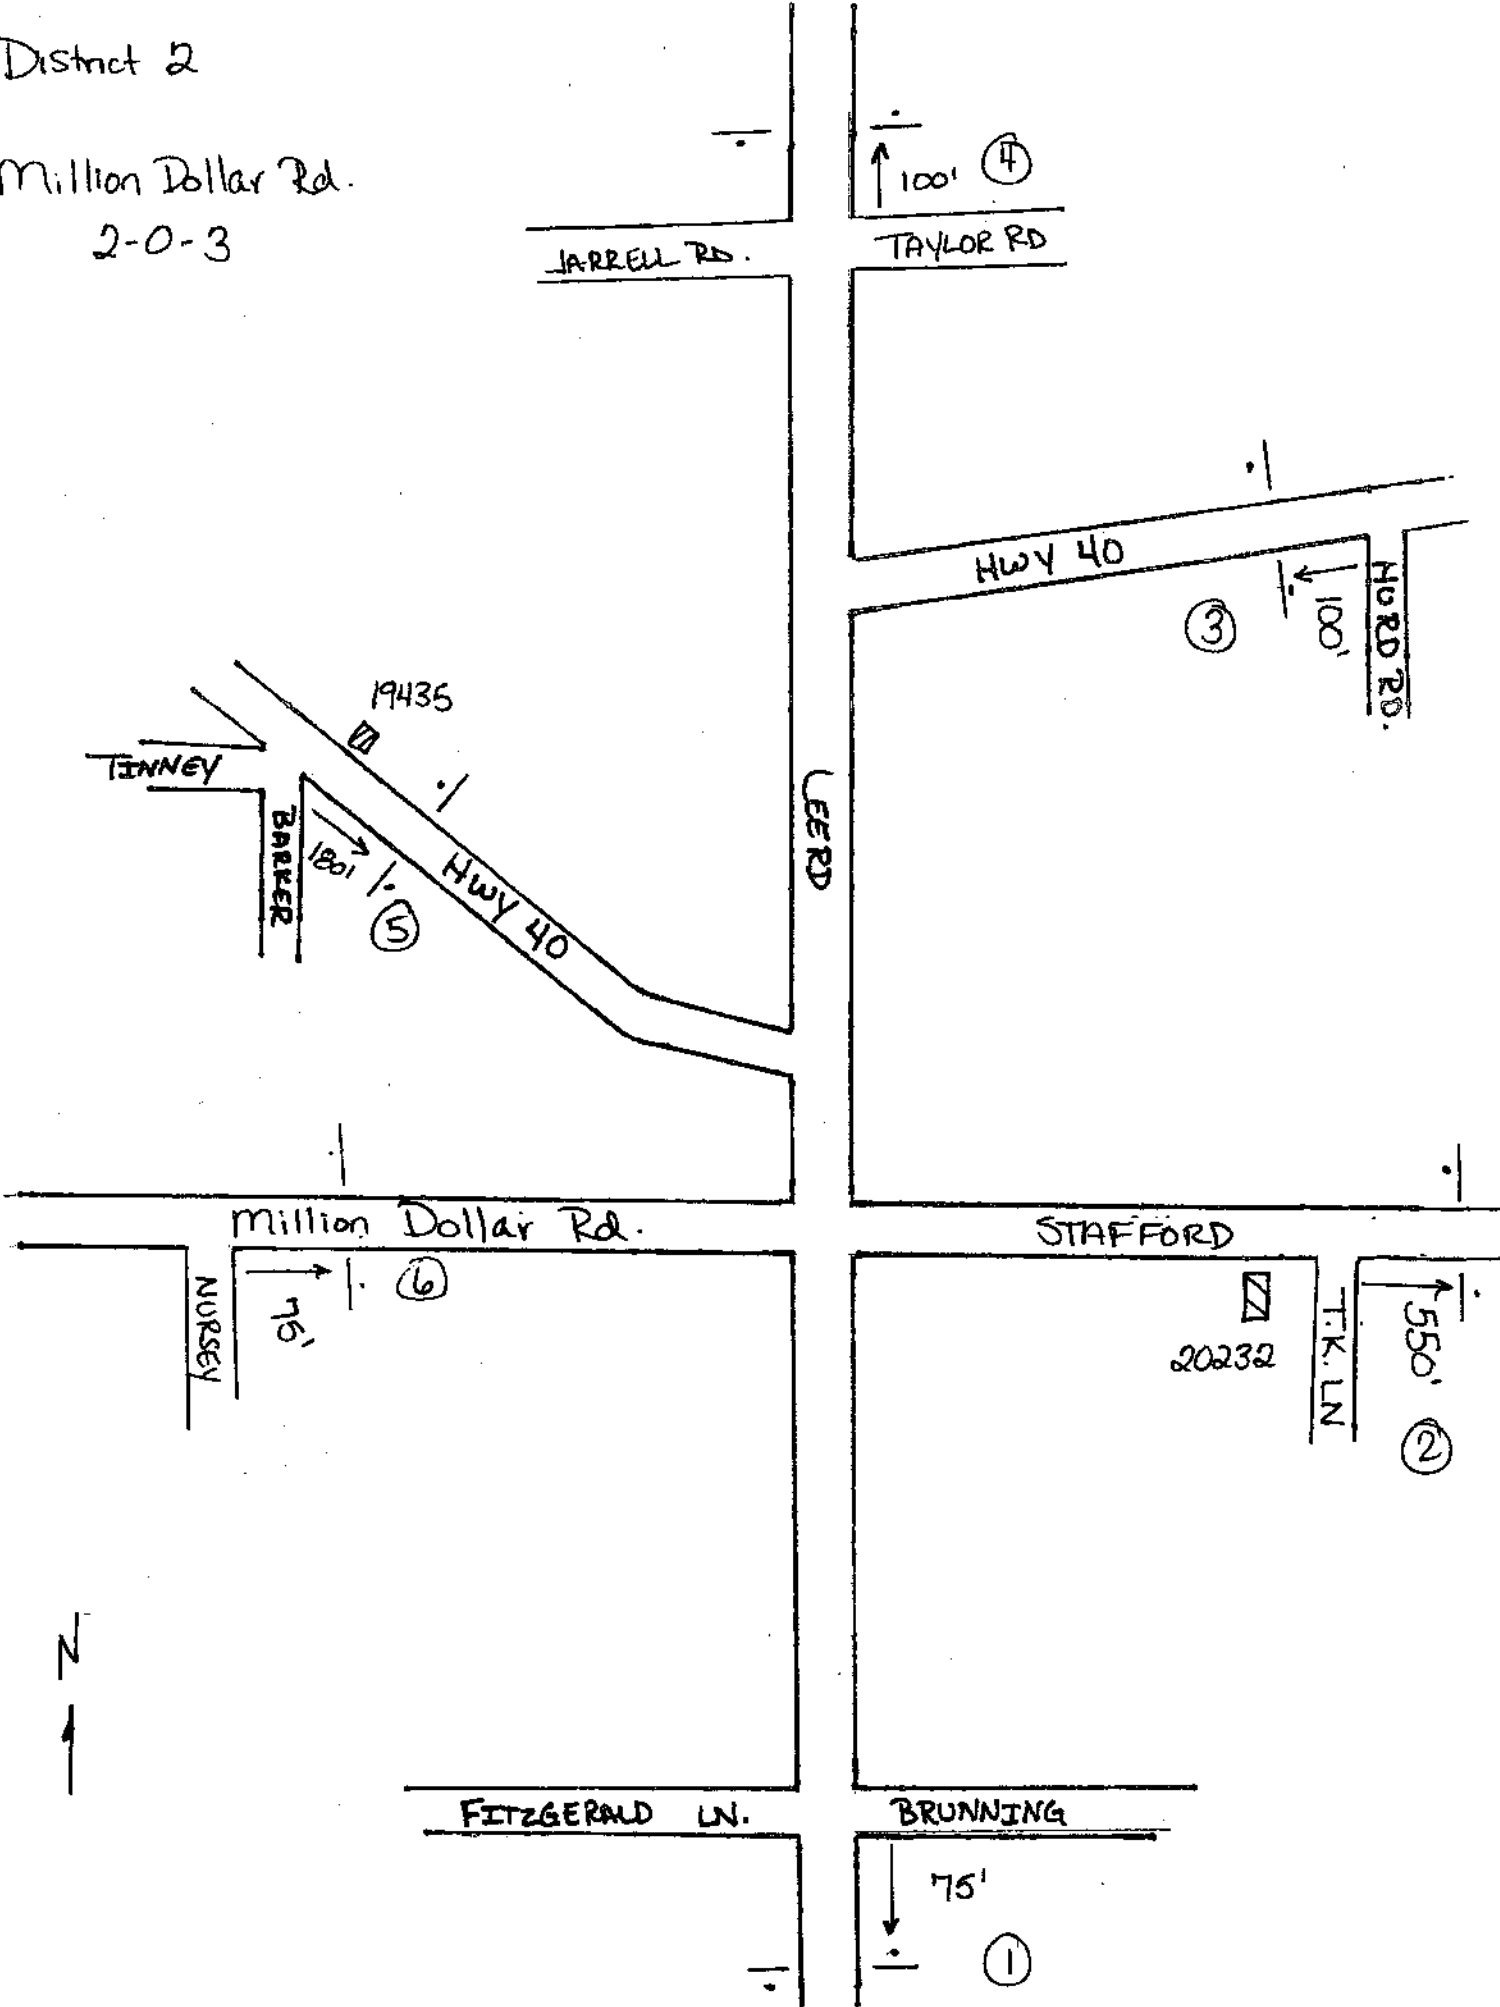 District 2
Million Dollar Rd.
2-0-3
100' 4
JARRELL RD.
TAYLOR RD
HWY 40
3
100'
HORD RD.
19435
TINNEY
BARKER
180'
5
HWY 40
LEE RD
Million Dollar Rd.
STAFFORD
NURSEY
75'
6
20232
T.K. LN
550'
2
N
FITZGERALD LN.
BRUNNING
75'
1